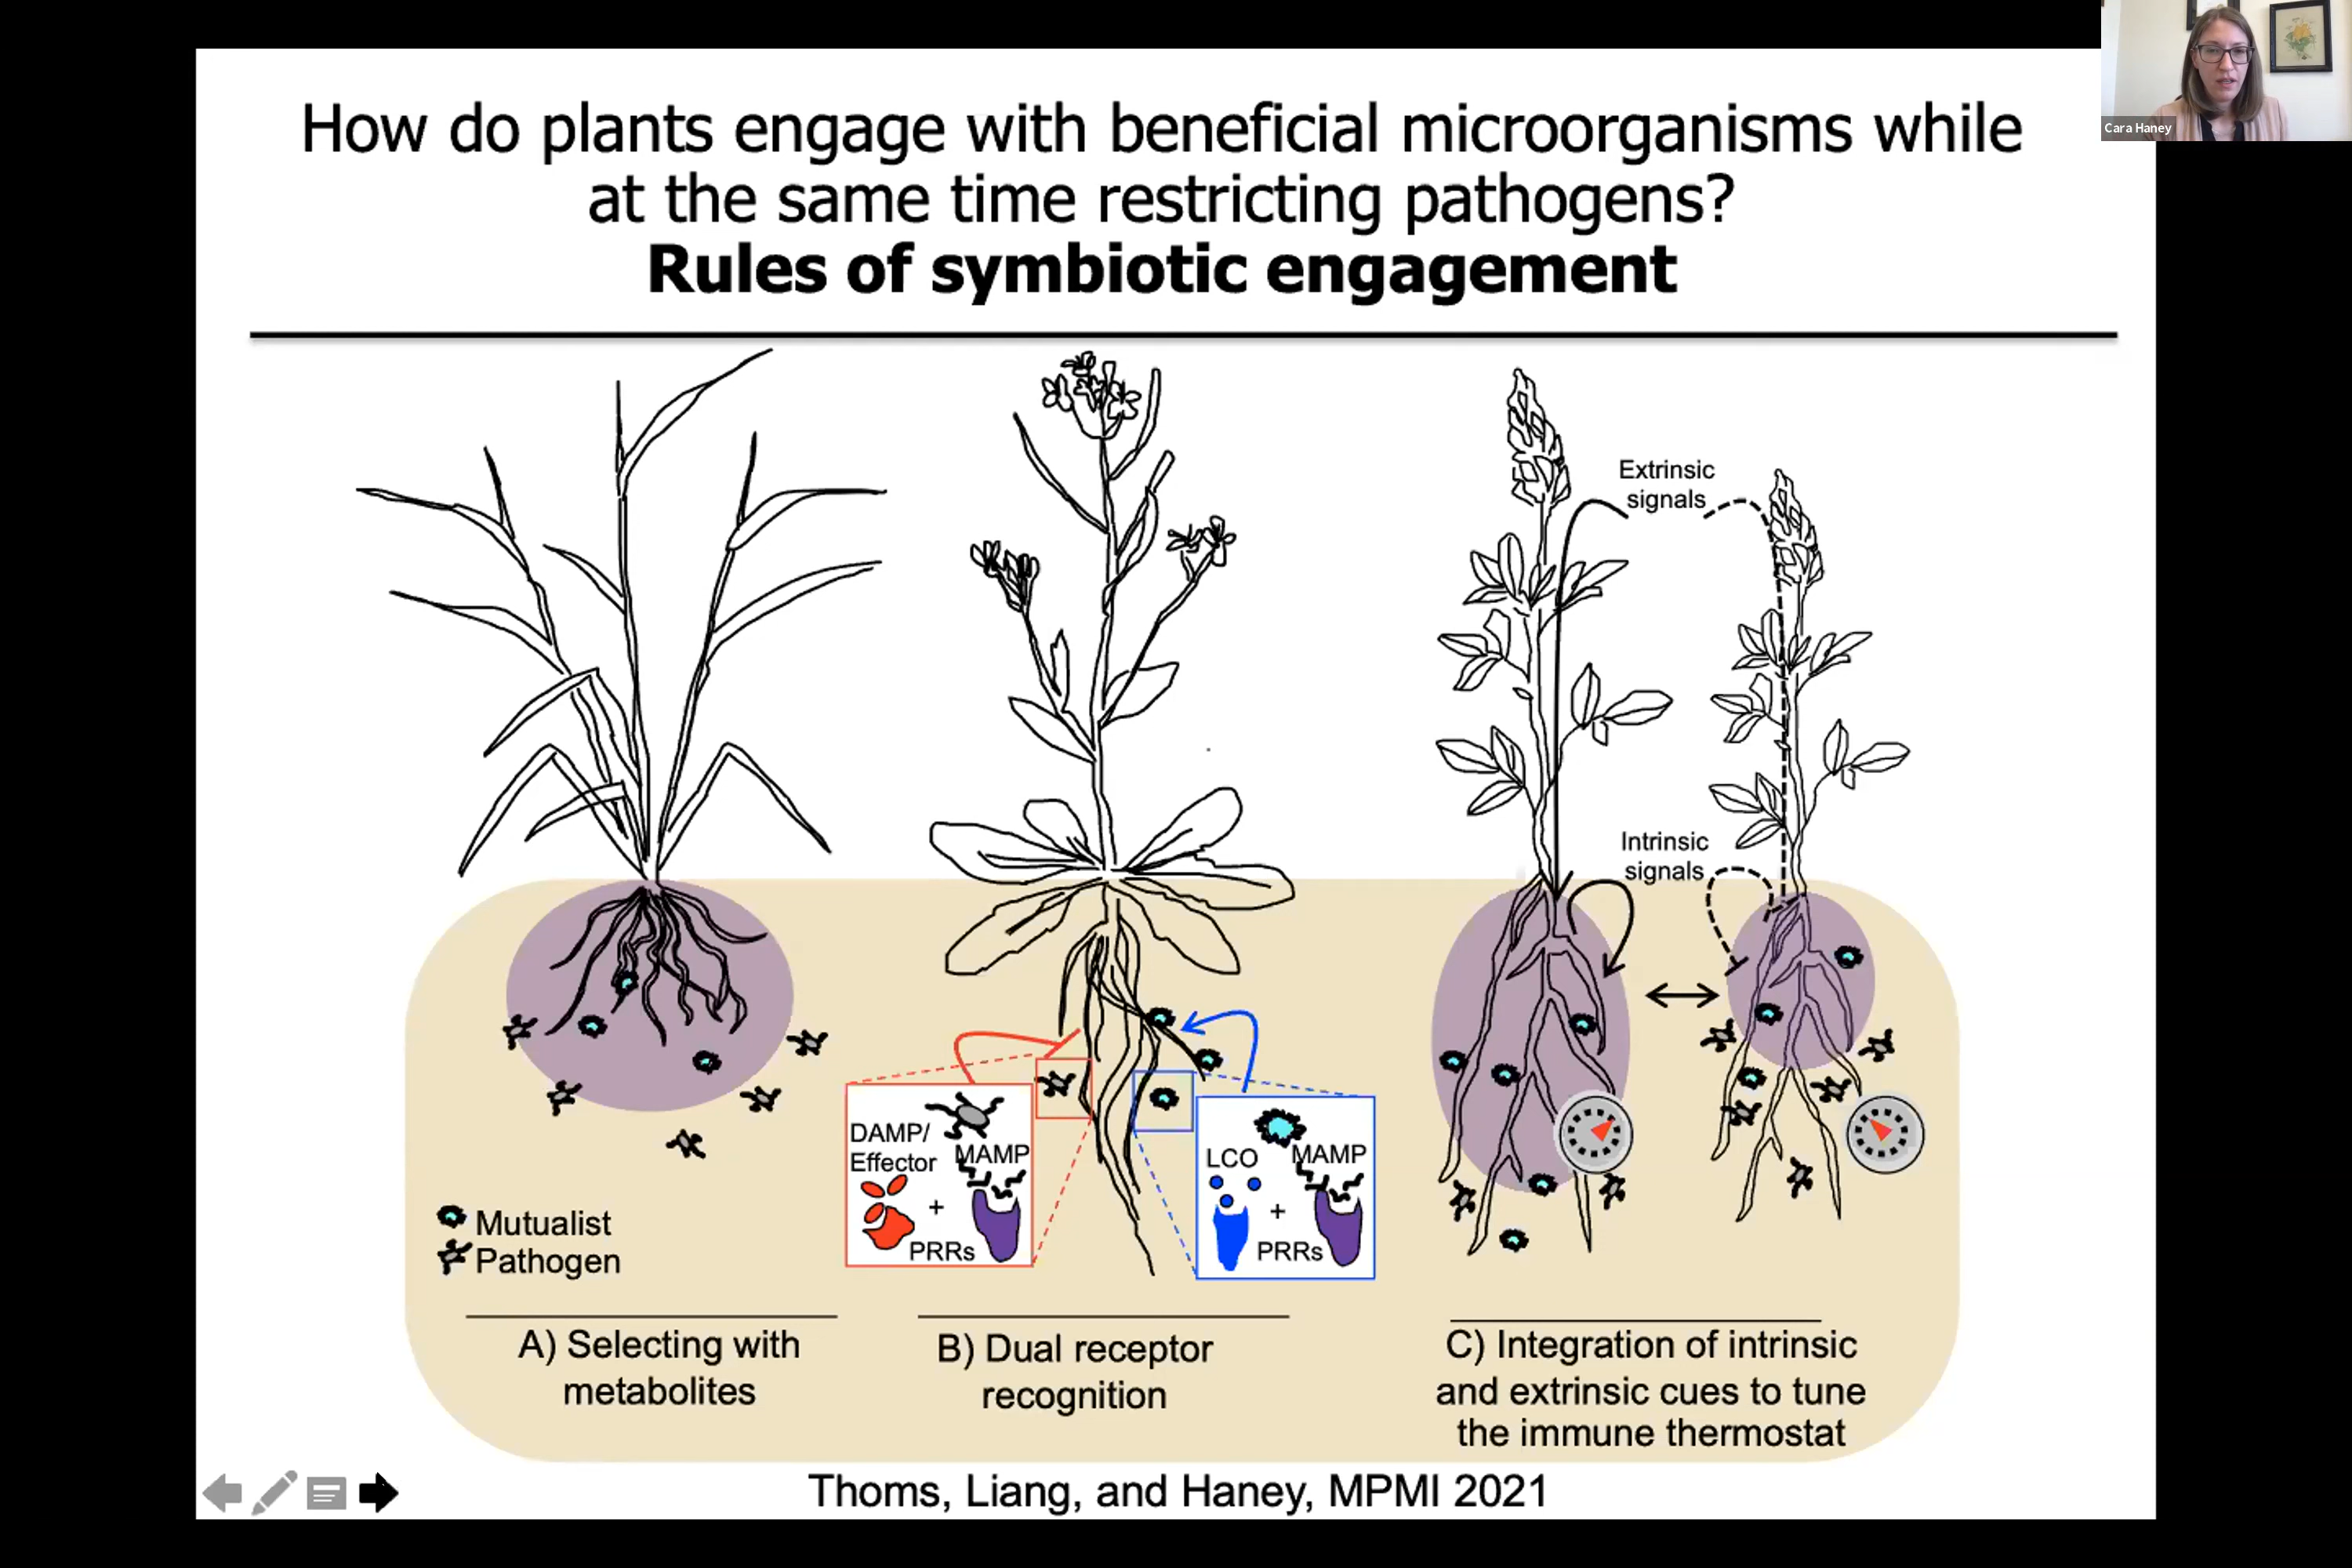 Cara Haney
How do plants engage with beneficial microorganisms while
at the same time restricting pathogens?
Rules of symbiotic engagement
Extrinsic
signals
Intrinsic
signals
DAMP/
Effector
MAMP
+
PRRs
LCO
MAMP
+
PRRs
Mutualist
Pathogen
A) Selecting with
metabolites
B) Dual receptor
recognition
C) Integration of intrinsic
and extrinsic cues to tune
the immune thermostat
Thoms, Liang, and Haney, MPMI 2021